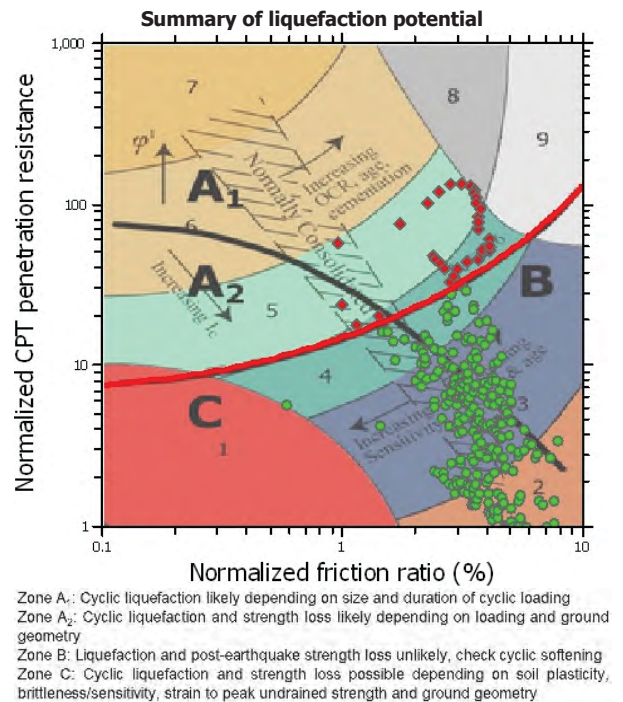 Summary of liquefaction potential
1,000
100
10
1
Normalized CPT penetration resistance
7
8
9
φ'
A1
Normally Consolidated
Increasing
OCR, age,
cementation
6
A2
Increasing Ic
5
B
4
& age
3
Increasing
Sensitivity
C
1
2
0.1
1
10
Normalized friction ratio (%)
Zone A1: Cyclic liquefaction likely depending on size and duration of cyclic loading
Zone A2: Cyclic liquefaction and strength loss likely depending on loading and ground
geometry
Zone B: Liquefaction and post-earthquake strength loss unlikely, check cyclic softening
Zone C: Cyclic liquefaction and strength loss possible depending on soil plasticity,
brittleness/sensitivity, strain to peak undrained strength and ground geometry